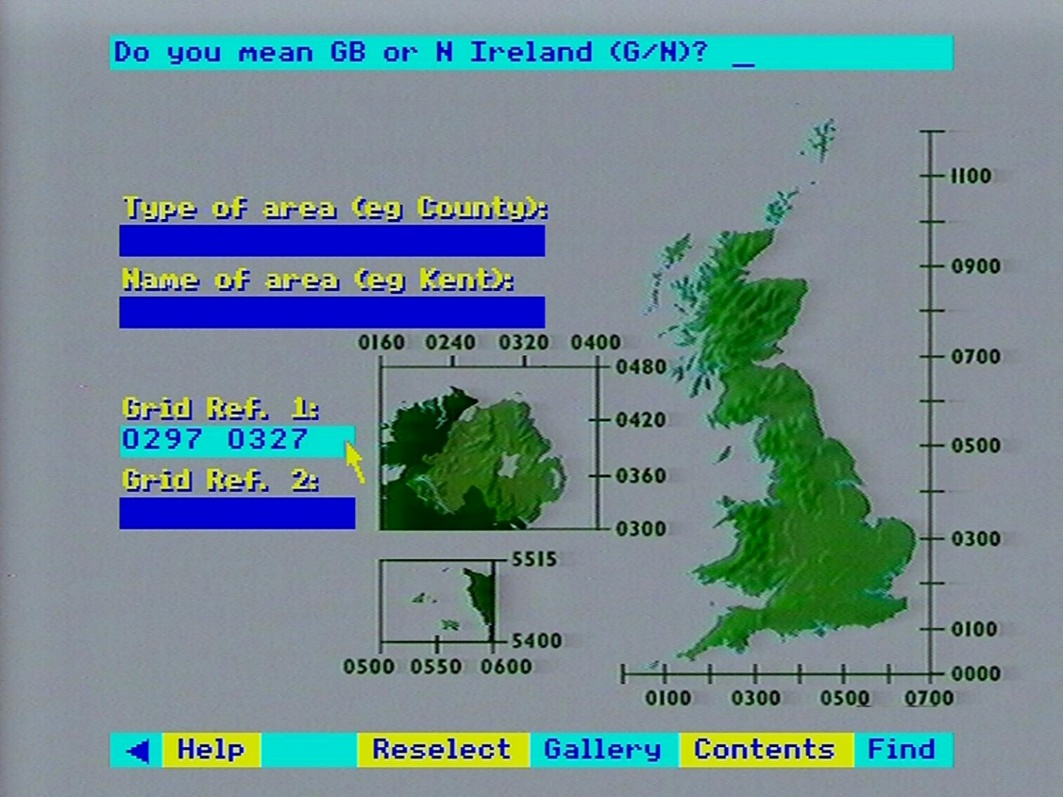 Do you mean GB or N Ireland (G/N)? _
Type of area (eg County):
Name of area (eg Kent):
0160 0240 0320 0400
0480
0420
0360
0300
Grid Ref. 1:
0297 0327
Grid Ref. 2:
5515
5400
0500 0550 0600
1100
0900
0700
0500
0300
0100
0000
0100 0300 0500 0700
Help Reselect Gallery Contents Find